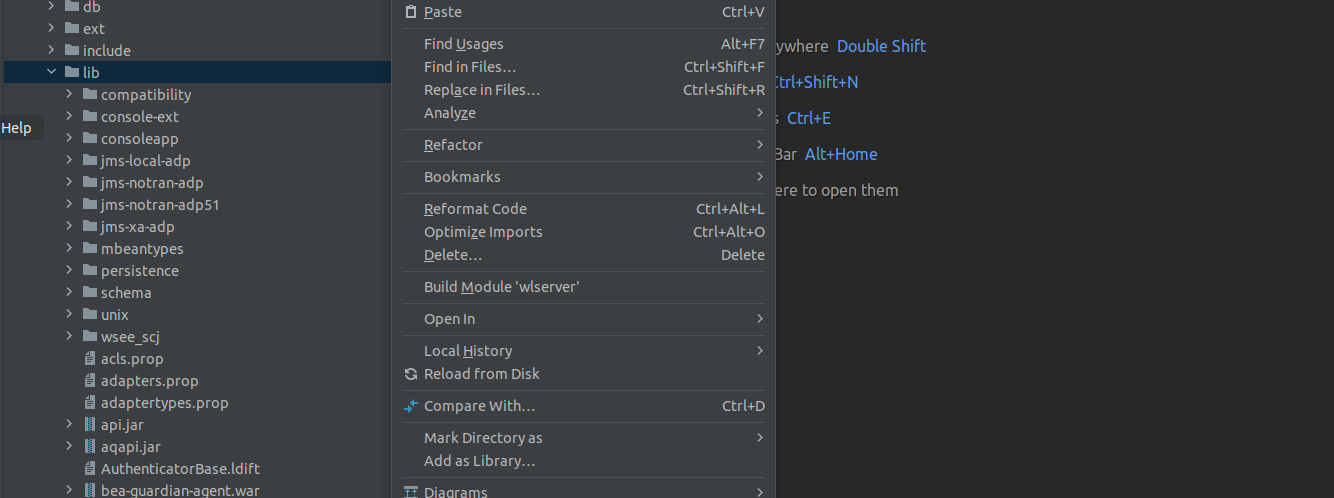 db
ext
include
lib
compatibility
console-ext
consoleapp
jms-local-adp
jms-notran-adp
jms-notran-adp51
jms-xa-adp
mbeantypes
persistence
schema
unix
wsee_scj
acls.prop
adapters.prop
adaptertypes.prop
api.jar
aqapi.jar
AuthenticatorBase.ldift
bea-guardian-agent.war
Help
Paste Ctrl+V
Find Usages Alt+F7
Find in Files... Ctrl+Shift+F
Replace in Files... Ctrl+Shift+R
Analyze
Refactor
Bookmarks
Reformat Code Ctrl+Alt+L
Optimize Imports Ctrl+Alt+O
Delete... Delete
Build Module 'wlserver'
Open In
Local History
Reload from Disk
Compare With... Ctrl+D
Mark Directory as
Add as Library...
Diagrams
ywhere Double Shift
Ctrl+Shift+N
s Ctrl+E
Bar Alt+Home
ere to open them